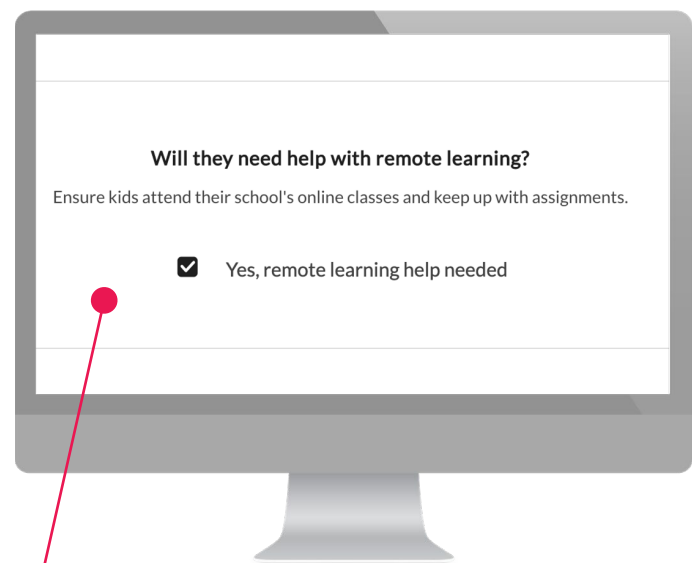 Will they need help with remote learning?
Ensure kids attend their school's online classes and keep up with assignments.
Yes, remote learning help needed